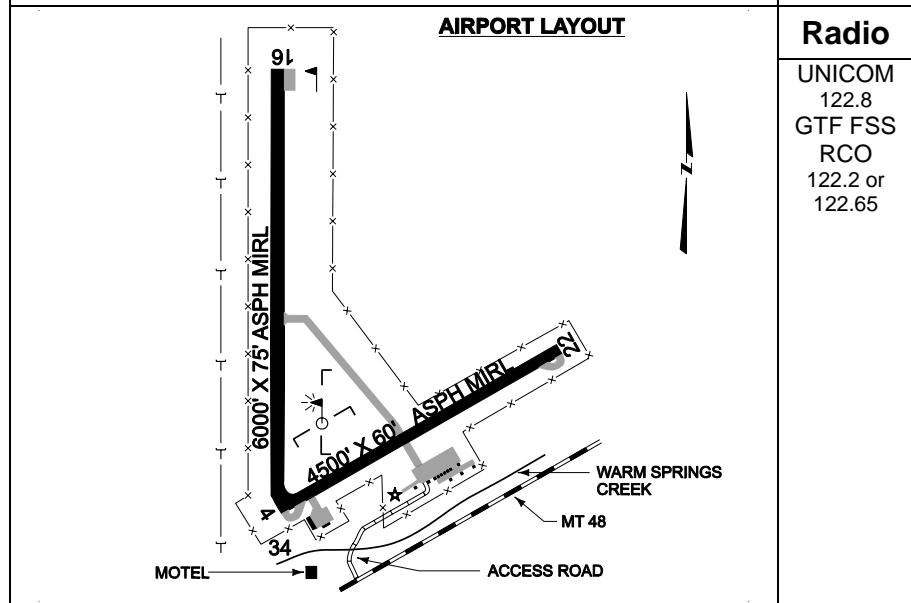 AIRPORT LAYOUT
Radio
UNICOM
122.8
GTF FSS
RCO
122.2 or
122.65
16
N
6000' X 75' ASPH MIRL
22
4500' X 60' ASPH MIRL
4
34
WARM SPRINGS
CREEK
MT 48
MOTEL
ACCESS ROAD